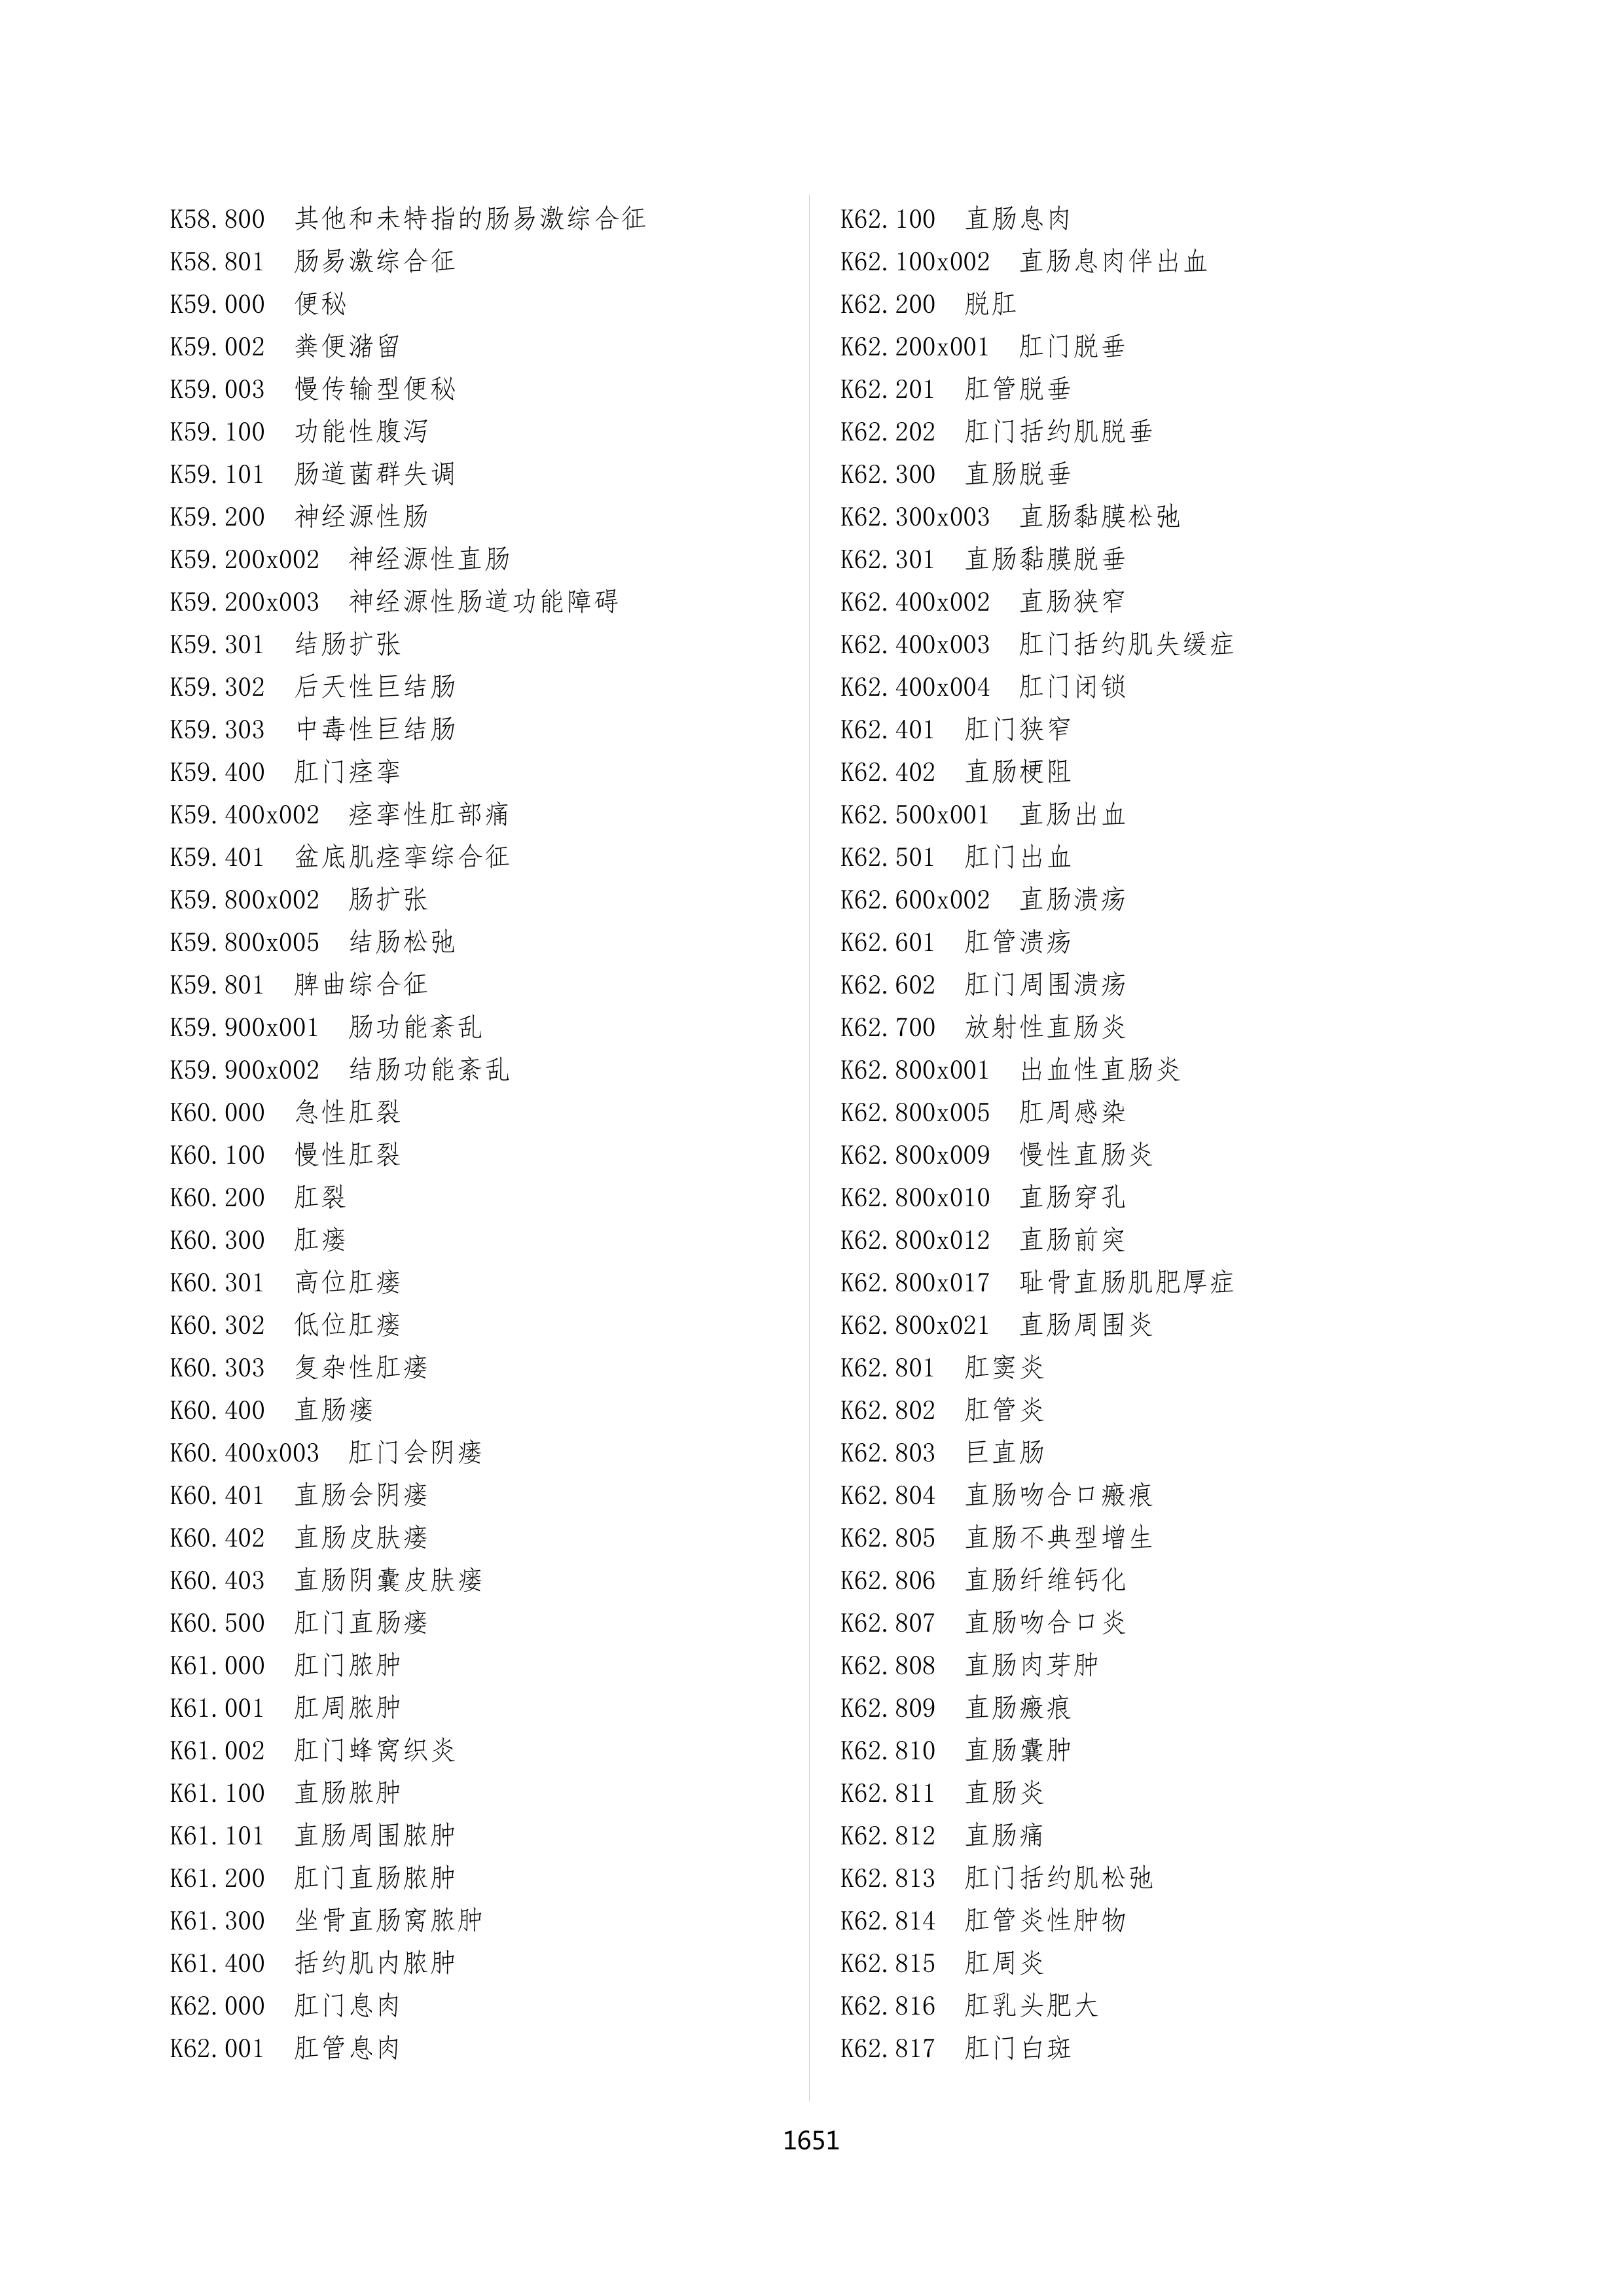 K58.800 其他和未特指的肠易激综合征
K58.801 肠易激综合征
K59.000 便秘
K59.002 粪便潴留
K59.003 慢传输型便秘
K59.100 功能性腹泻
K59.101 肠道菌群失调
K59.200 神经源性肠
K59.200x002 神经源性直肠
K59.200x003 神经源性肠道功能障碍
K59.301 结肠扩张
K59.302 后天性巨结肠
K59.303 中毒性巨结肠
K59.400 肛门痉挛
K59.400x002 痉挛性肛部痛
K59.401 盆底肌痉挛综合征
K59.800x002 肠扩张
K59.800x005 结肠松弛
K59.801 脾曲综合征
K59.900x001 肠功能紊乱
K59.900x002 结肠功能紊乱
K60.000 急性肛裂
K60.100 慢性肛裂
K60.200 肛裂
K60.300 肛瘘
K60.301 高位肛瘘
K60.302 低位肛瘘
K60.303 复杂性肛瘘
K60.400 直肠瘘
K60.400x003 肛门会阴瘘
K60.401 直肠会阴瘘
K60.402 直肠皮肤瘘
K60.403 直肠阴囊皮肤瘘
K60.500 肛门直肠瘘
K61.000 肛门脓肿
K61.001 肛周脓肿
K61.002 肛门蜂窝织炎
K61.100 直肠脓肿
K61.101 直肠周围脓肿
K61.200 肛门直肠脓肿
K61.300 坐骨直肠窝脓肿
K61.400 括约肌内脓肿
K62.000 肛门息肉
K62.001 肛管息肉
K62.100 直肠息肉
K62.100x002 直肠息肉伴出血
K62.200 脱肛
K62.200x001 肛门脱垂
K62.201 肛管脱垂
K62.202 肛门括约肌脱垂
K62.300 直肠脱垂
K62.300x003 直肠黏膜松弛
K62.301 直肠黏膜脱垂
K62.400x002 直肠狭窄
K62.400x003 肛门括约肌失缓症
K62.400x004 肛门闭锁
K62.401 肛门狭窄
K62.402 直肠梗阻
K62.500x001 直肠出血
K62.501 肛门出血
K62.600x002 直肠溃疡
K62.601 肛管溃疡
K62.602 肛门周围溃疡
K62.700 放射性直肠炎
K62.800x001 出血性直肠炎
K62.800x005 肛周感染
K62.800x009 慢性直肠炎
K62.800x010 直肠穿孔
K62.800x012 直肠前突
K62.800x017 耻骨直肠肌肥厚症
K62.800x021 直肠周围炎
K62.801 肛窦炎
K62.802 肛管炎
K62.803 巨直肠
K62.804 直肠吻合口瘢痕
K62.805 直肠不典型增生
K62.806 直肠纤维钙化
K62.807 直肠吻合口炎
K62.808 直肠肉芽肿
K62.809 直肠瘢痕
K62.810 直肠囊肿
K62.811 直肠炎
K62.812 直肠痛
K62.813 肛门括约肌松弛
K62.814 肛管炎性肿物
K62.815 肛周炎
K62.816 肛乳头肥大
K62.817 肛门白斑
1651